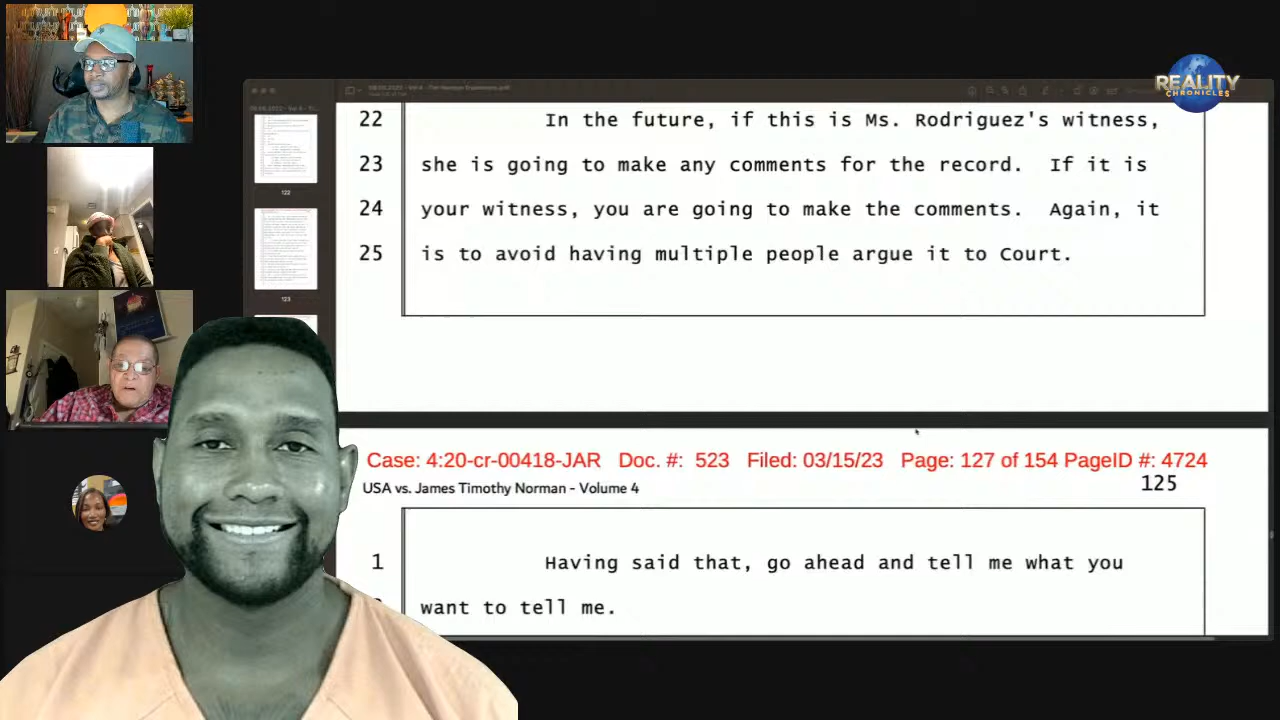 REALITY
CHRONICLES
122
22 In the future, if this is Ms. Rodriguez's witness,
23 she is going to make any comments for the record. If it is
24 your witness, you are going to make the comments. Again, it
25 is to avoid having multiple people argue it to Court.
123
Case: 4:20-cr-00418-JAR Doc. #: 523 Filed: 03/15/23 Page: 127 of 154 PageID #: 4724
USA vs. James Timothy Norman - Volume 4
125
1 Having said that, go ahead and tell me what you
want to tell me.